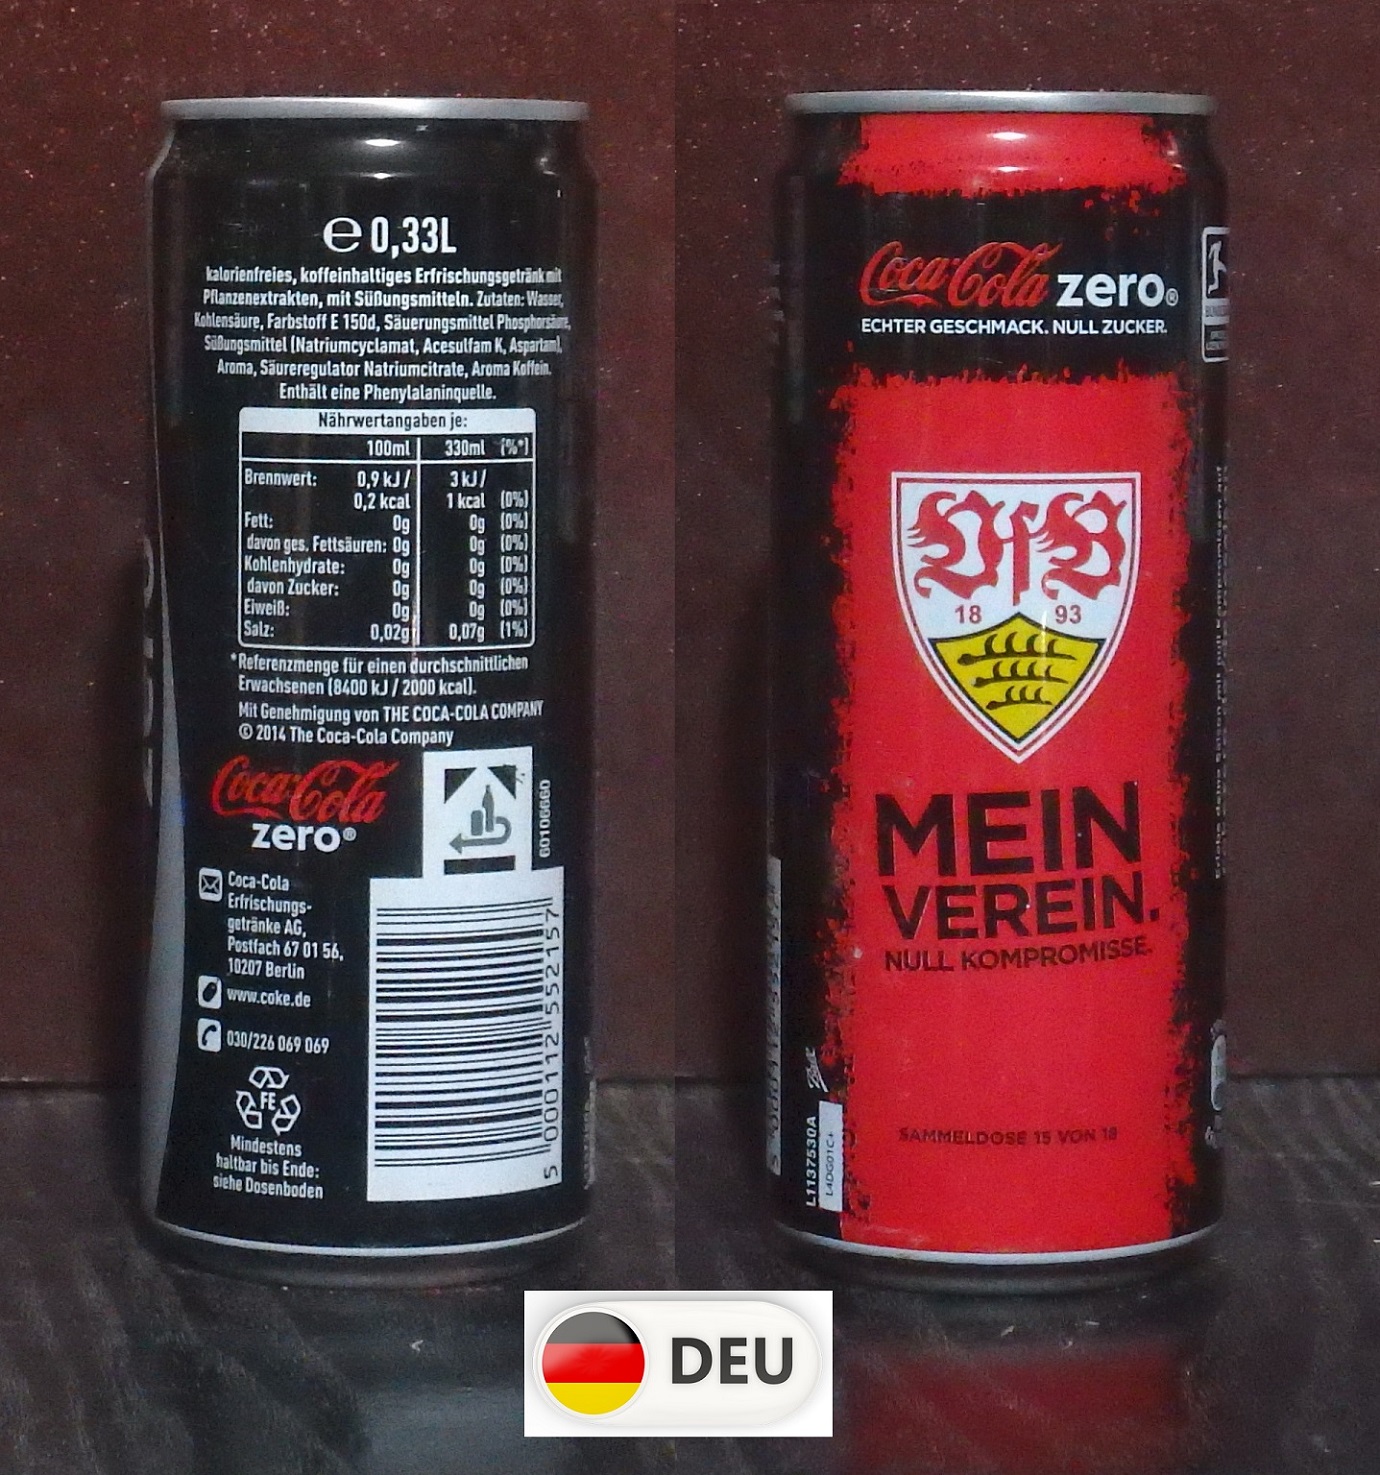 ℮ 0,33L
kalorienfreies, koffeinhaltiges Erfrischungsgetränk mit
Pflanzenextrakten, mit Süßungsmitteln. Zutaten: Wasser,
Kohlensäure, Farbstoff E 150d, Säuerungsmittel Phosphorsäure,
Süßungsmittel (Natriumcyclamat, Acesulfam K, Aspartam),
Aroma, Säureregulator Natriumcitrate, Aroma Koffein.
Enthält eine Phenylalaninquelle.
Nährwertangaben je:
100ml 330ml (%*)
Brennwert: 0,9 kJ / 3 kJ /
0,2 kcal 1 kcal (0%)
Fett: 0g 0g (0%)
davon ges. Fettsäuren: 0g 0g (0%)
Kohlenhydrate: 0g 0g (0%)
davon Zucker: 0g 0g (0%)
Eiweiß: 0g 0g (0%)
Salz: 0,02g 0,07g (1%)
*Referenzmenge für einen durchschnittlichen
Erwachsenen (8400 kJ / 2000 kcal).
Mit Genehmigung von THE COCA-COLA COMPANY
© 2014 The Coca-Cola Company
Coca-Cola
zero®
60106660
Coca-Cola
Erfrischungs-
getränke AG,
Postfach 67 01 56,
10207 Berlin
www.coke.de
030/226 069 069
FE
Mindestens
haltbar bis Ende:
siehe Dosenboden
5 000112 552157
Coca-Cola zero®
ECHTER GESCHMACK. NULL ZUCKER.
VfB
18 93
MEIN
VEREIN.
NULL KOMPROMISSE.
SAMMELDOSE 15 VON 18
L1137530A
L4DG01C+
DEU